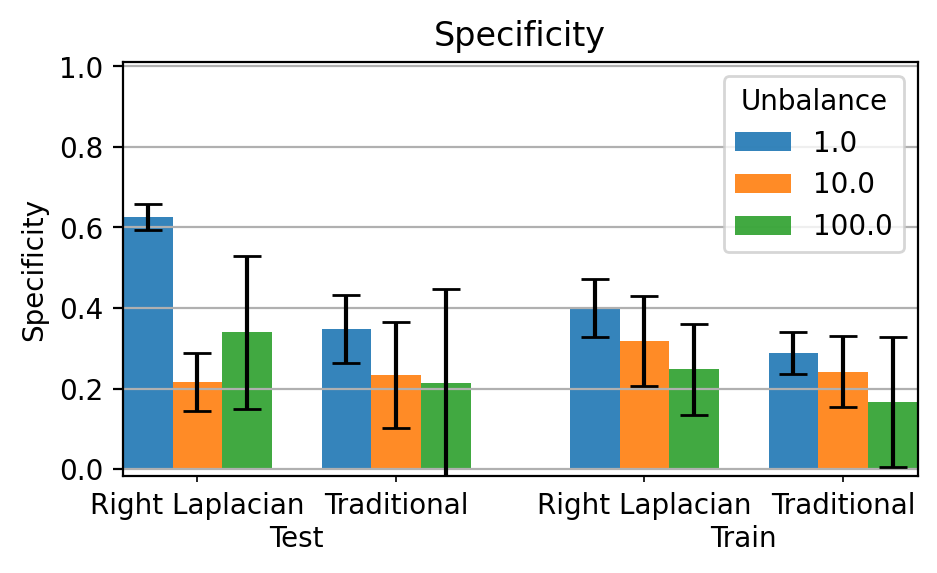 Specificity
Specificity
1.0
0.8
0.6
0.4
0.2
0.0
Unbalance
1.0
10.0
100.0
Right Laplacian Traditional Right Laplacian Traditional
Test Train